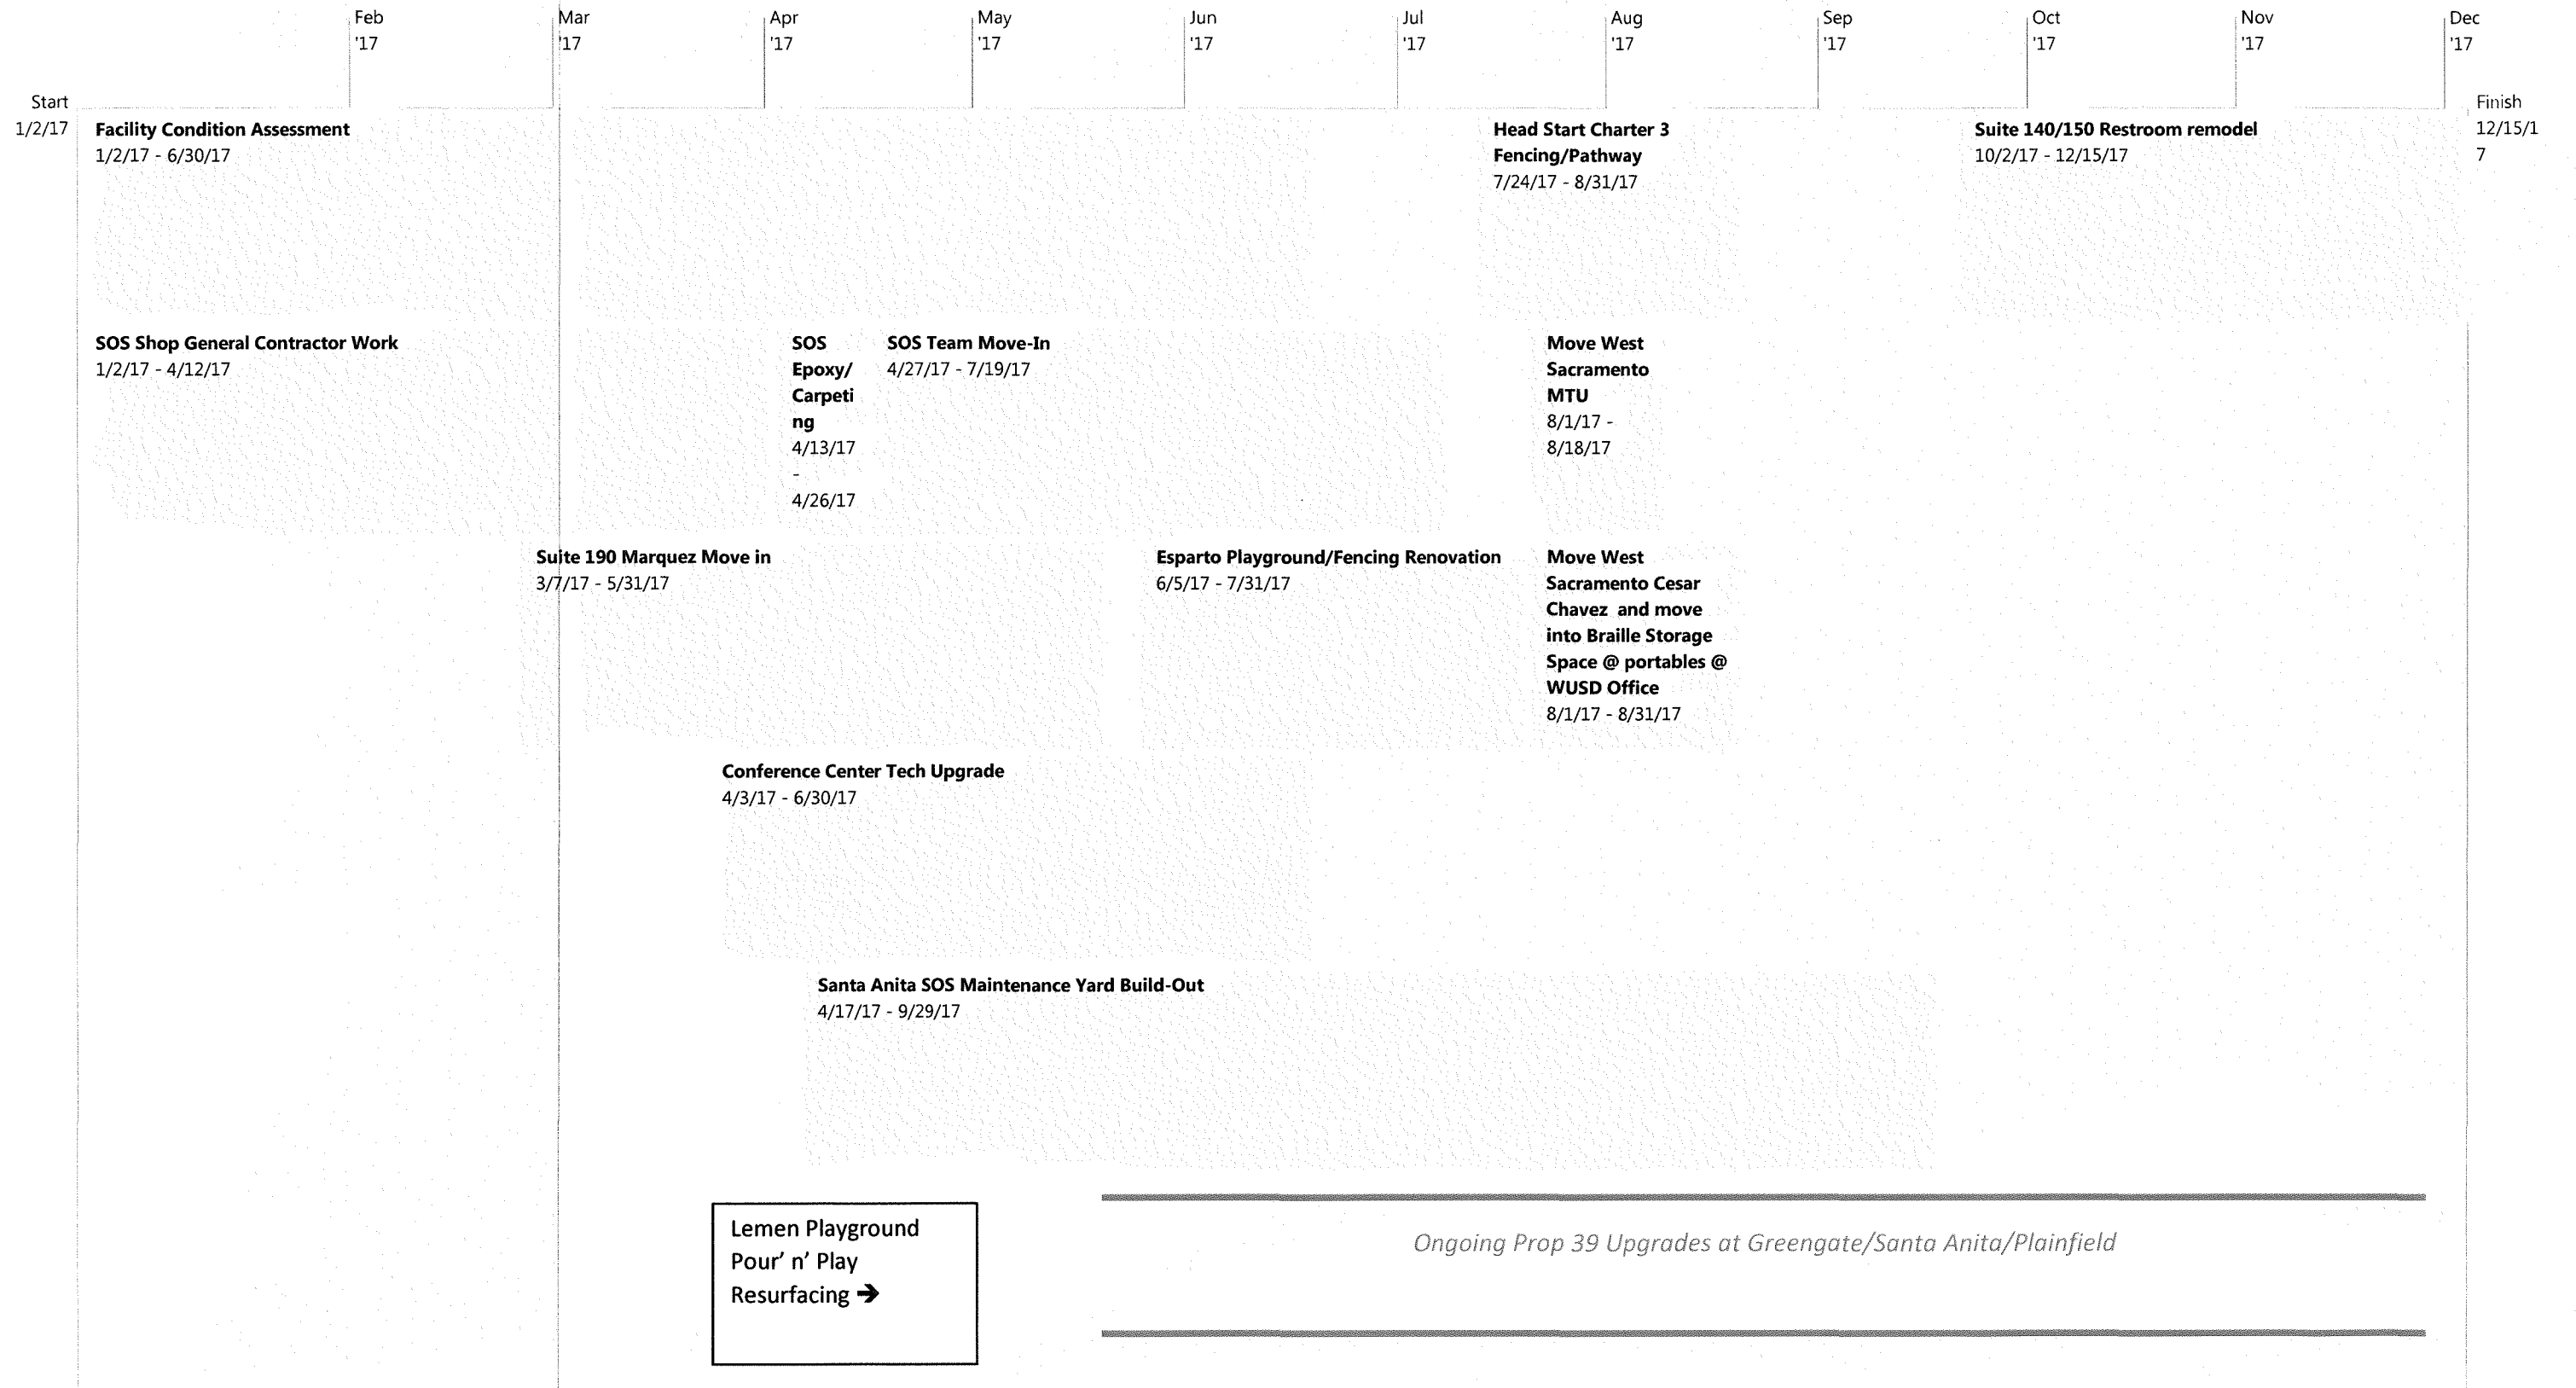 Feb
'17
Mar
'17
Apr
'17
May
'17
Jun
'17
Jul
'17
Aug
'17
Sep
'17
Oct
'17
Nov
'17
Dec
'17
Start
1/2/17
Finish
12/15/1
7
Facility Condition Assessment
1/2/17 - 6/30/17
Head Start Charter 3
Fencing/Pathway
7/24/17 - 8/31/17
Suite 140/150 Restroom remodel
10/2/17 - 12/15/17
SOS Shop General Contractor Work
1/2/17 - 4/12/17
SOS
Epoxy/
Carpeti
ng
4/13/17
-
4/26/17
SOS Team Move-In
4/27/17 - 7/19/17
Move West
Sacramento
MTU
8/1/17 -
8/18/17
Suite 190 Marquez Move in
3/7/17 - 5/31/17
Esparto Playground/Fencing Renovation
6/5/17 - 7/31/17
Move West
Sacramento Cesar
Chavez and move
into Braille Storage
Space @ portables @
WUSD Office
8/1/17 - 8/31/17
Conference Center Tech Upgrade
4/3/17 - 6/30/17
Santa Anita SOS Maintenance Yard Build-Out
4/17/17 - 9/29/17
Lemen Playground
Pour' n' Play
Resurfacing ➔
Ongoing Prop 39 Upgrades at Greengate/Santa Anita/Plainfield